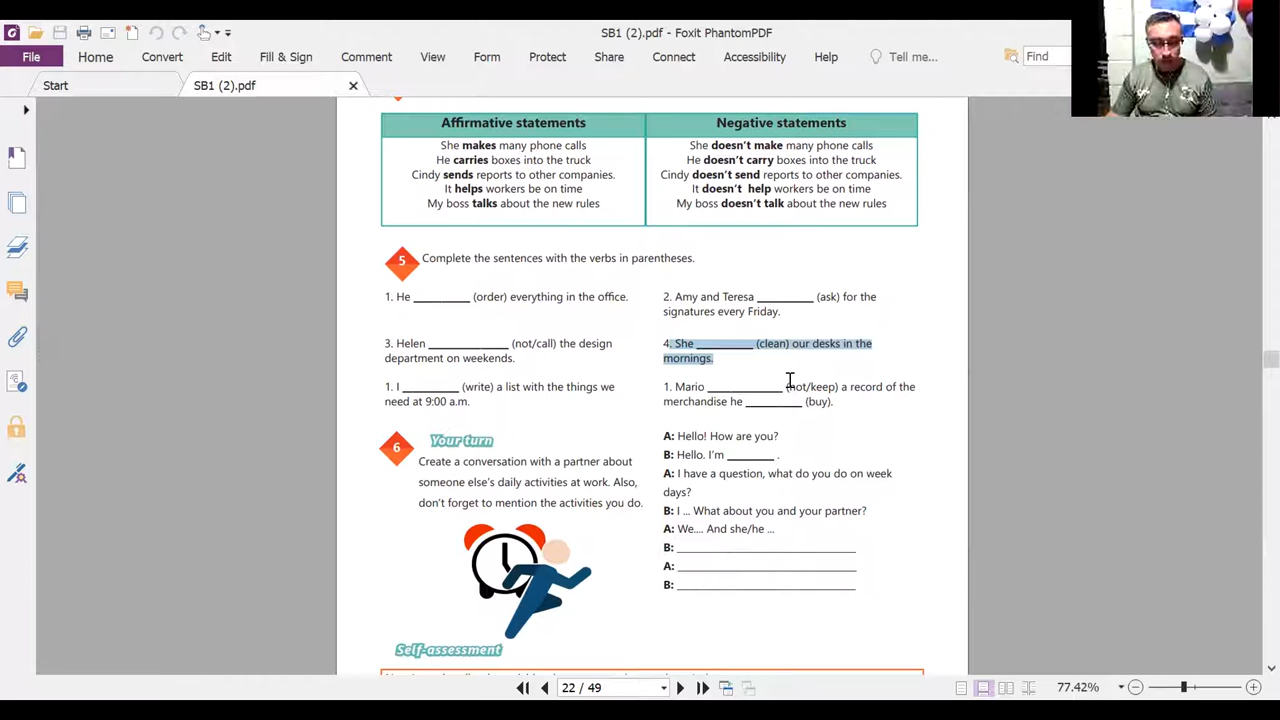 SB1 (2).pdf - Foxit PhantomPDF
File
Home
Convert
Edit
Fill & Sign
Comment
View
Form
Protect
Share
Connect
Accessibility
Help
Tell me...
Find
Start
SB1 (2).pdf
Affirmative statements
She makes many phone calls
He carries boxes into the truck
Cindy sends reports to other companies.
It helps workers be on time
My boss talks about the new rules
Negative statements
She doesn't make many phone calls
He doesn't carry boxes into the truck
Cindy doesn't send reports to other companies.
It doesn't help workers be on time
My boss doesn't talk about the new rules
5 Complete the sentences with the verbs in parentheses.
1. He __________ (order) everything in the office.
2. Amy and Teresa __________ (ask) for the
signatures every Friday.
3. Helen ______________ (not/call) the design
department on weekends.
4. She __________ (clean) our desks in the
mornings.
1. I __________ (write) a list with the things we
need at 9:00 a.m.
1. Mario _____________ (not/keep) a record of the
merchandise he __________ (buy).
6 Your turn
Create a conversation with a partner about
someone else's daily activities at work. Also,
don't forget to mention the activities you do.
A: Hello! How are you?
B: Hello. I'm ________ .
A: I have a question, what do you do on week
days?
B: I ... What about you and your partner?
A: We.... And she/he ...
B: ______________________________
A: ______________________________
B: ______________________________
Self-assessment
22 / 49
77.42%